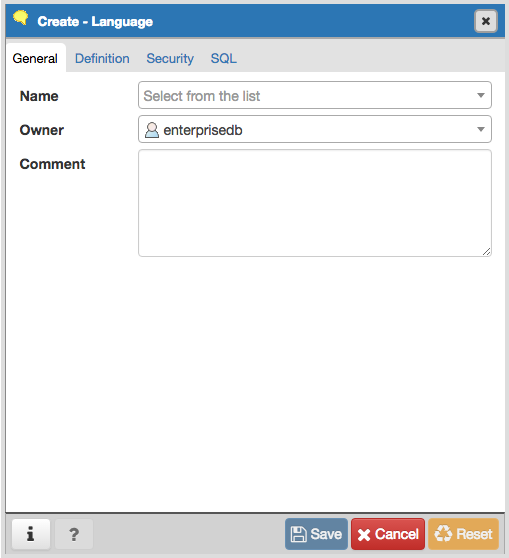 Create - Language
General Definition Security SQL
Name Select from the list
Owner enterprisedb
Comment
i ? Save Cancel Reset